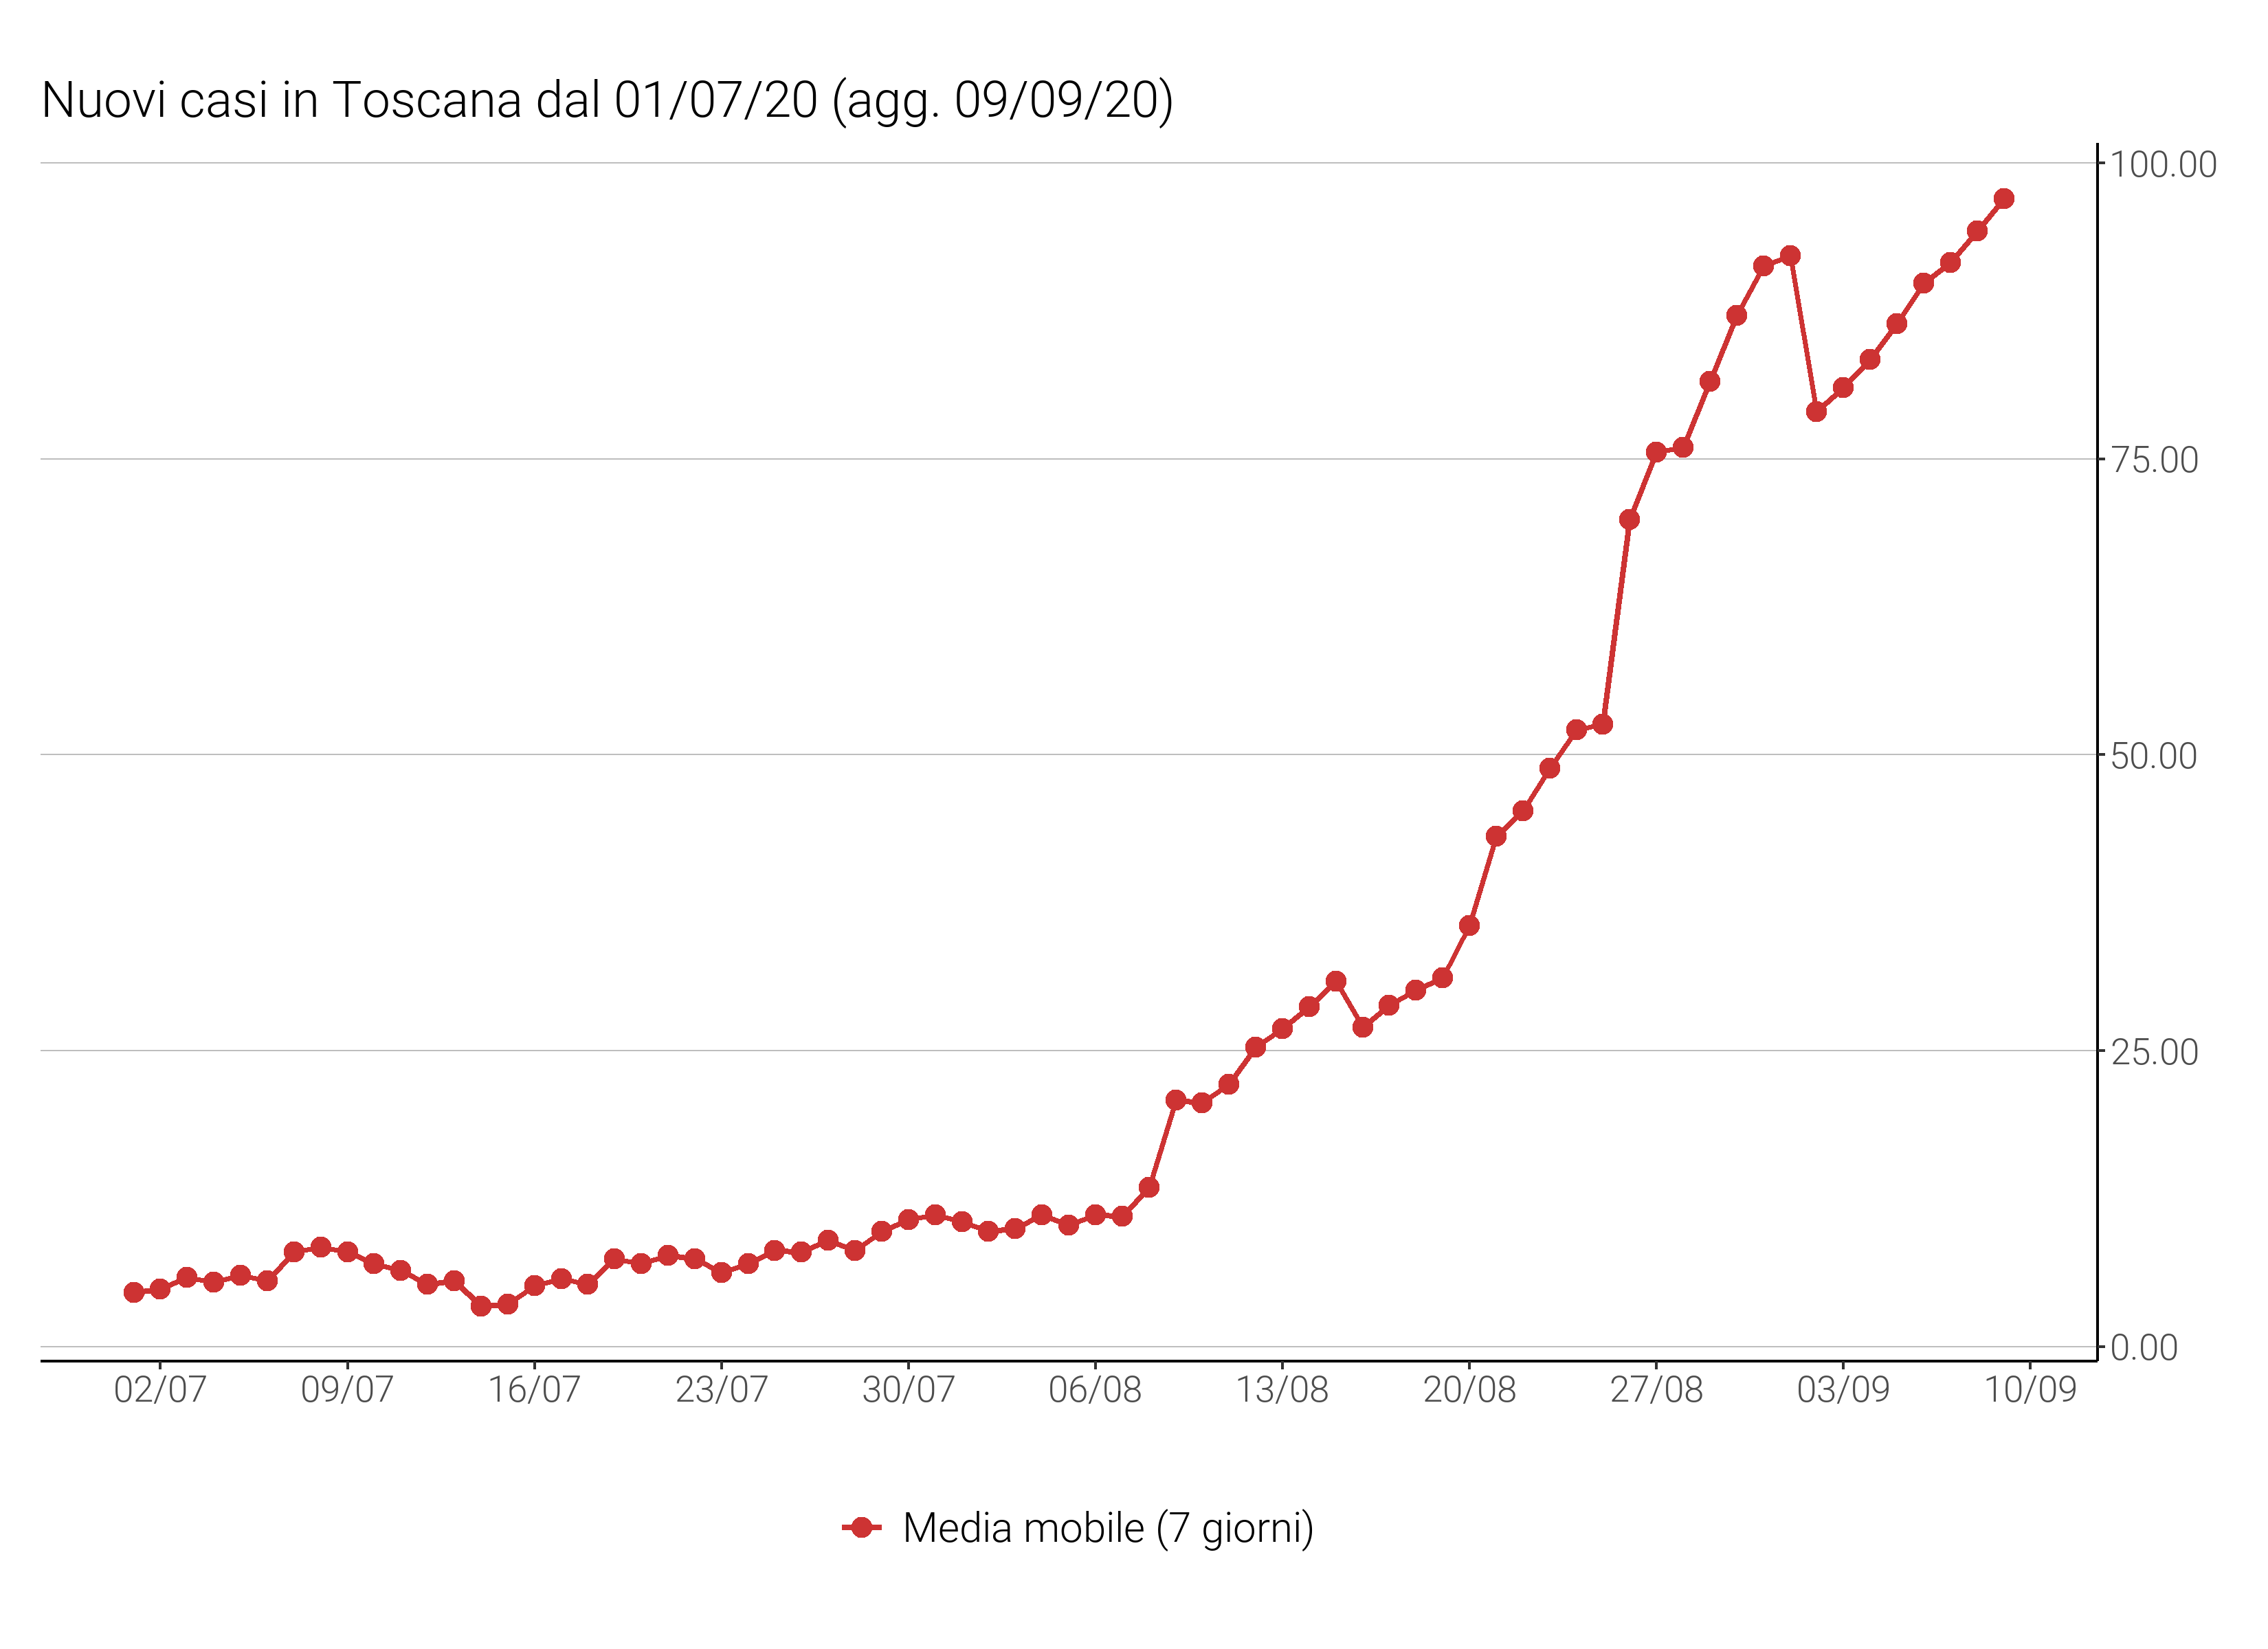 Nuovi casi in Toscana dal 01/07/20 (agg. 09/09/20)
100.00
75.00
50.00
25.00
0.00
02/07 09/07 16/07 23/07 30/07 06/08 13/08 20/08 27/08 03/09 10/09
Media mobile (7 giorni)